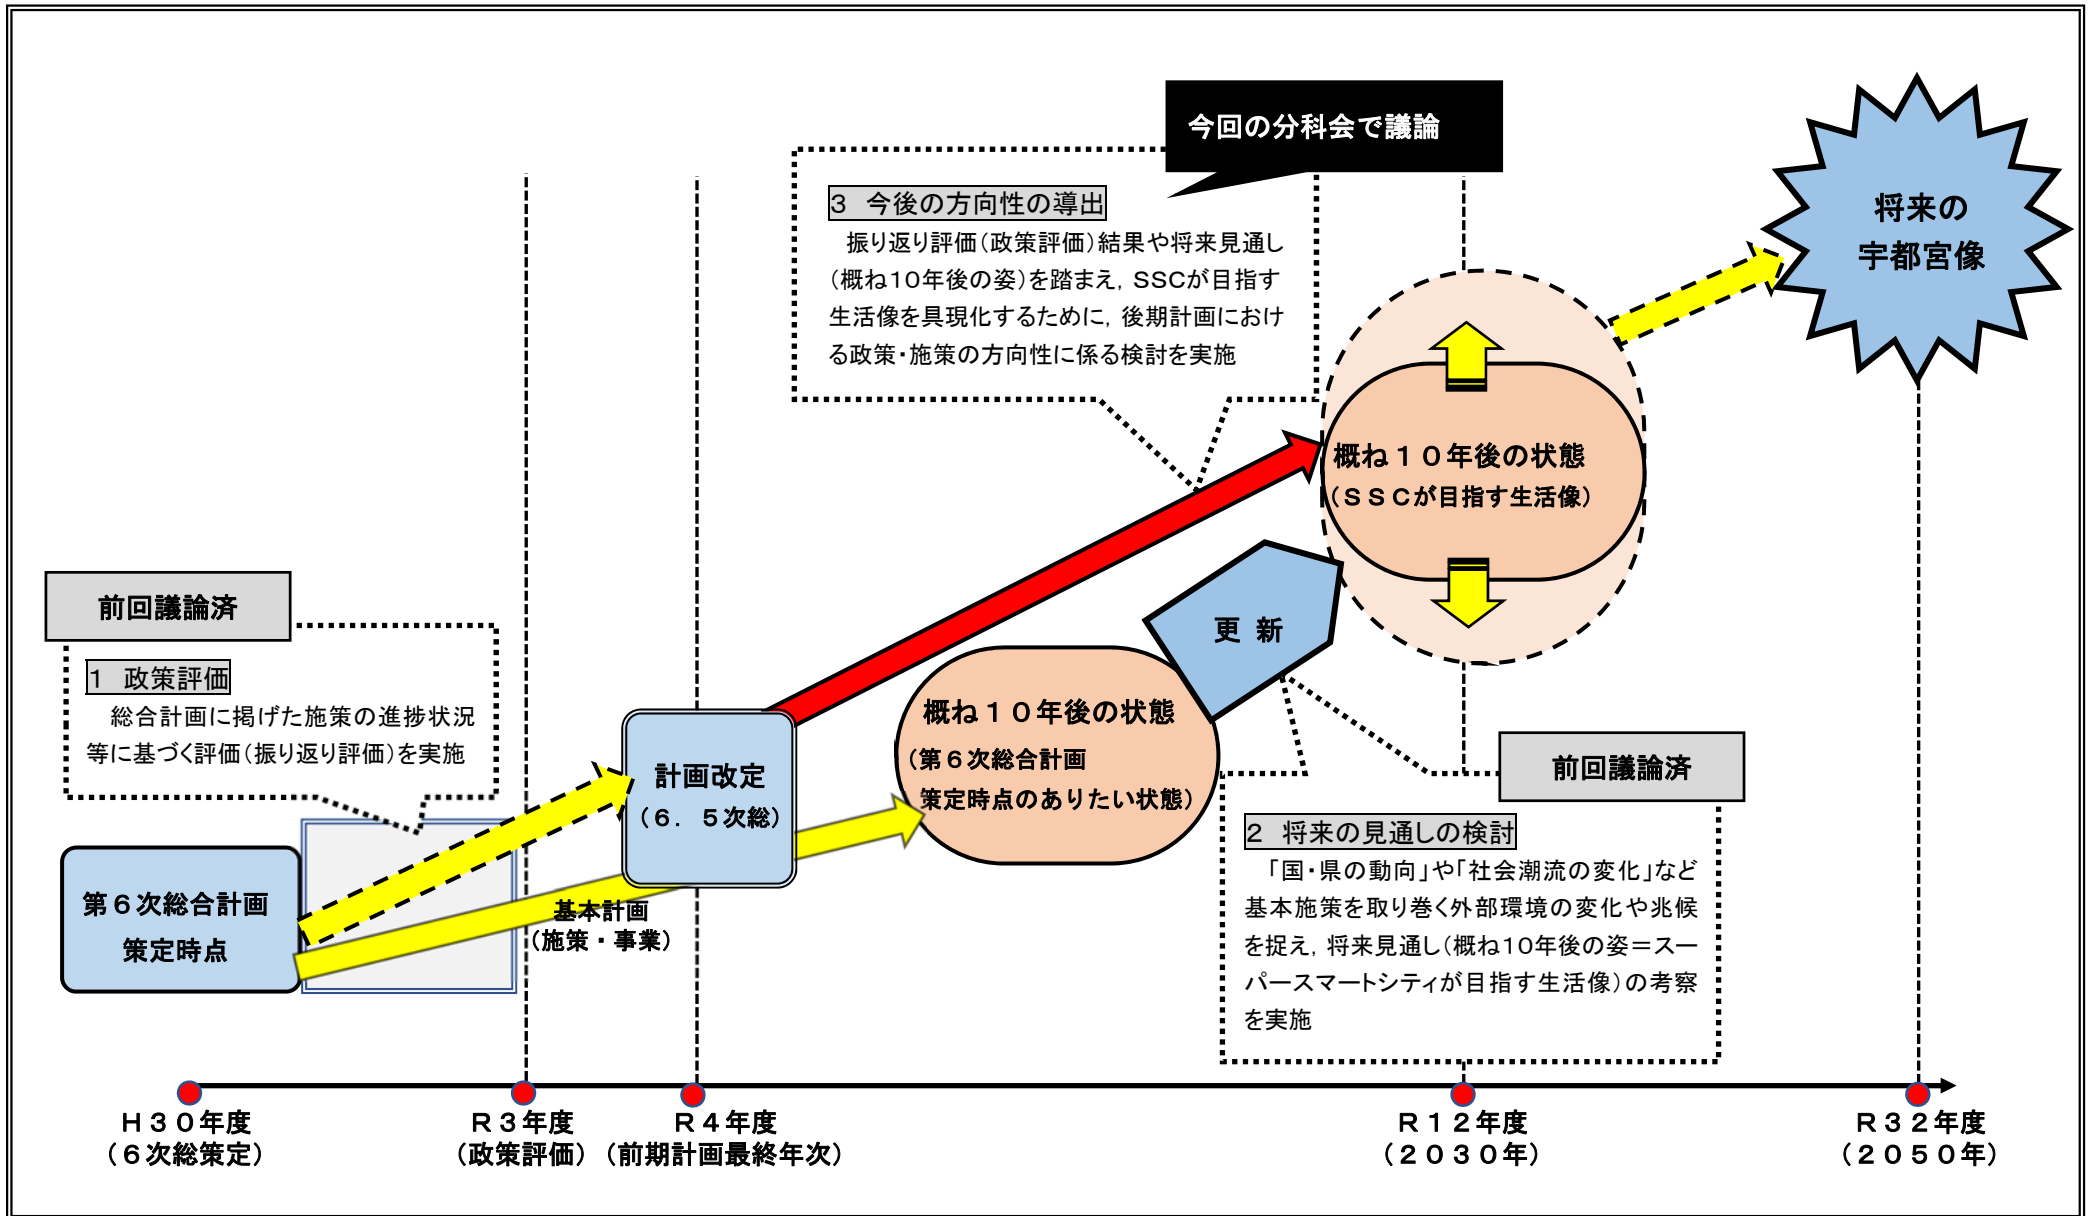 今回の分科会で議論
3 今後の方向性の導出
振り返り評価(政策評価)結果や将来見通し
(概ね10年後の姿)を踏まえ，SSCが目指す
生活像を具現化するために，後期計画におけ
る政策・施策の方向性に係る検討を実施
将来の
宇都宮像
概ね１０年後の状態
（ＳＳＣが目指す生活像）
更 新
前回議論済
1 政策評価
総合計画に掲げた施策の進捗状況
等に基づく評価(振り返り評価)を実施
第６次総合計画
策定時点
計画改定
（６．５次総）
基本計画
（施策・事業）
概ね１０年後の状態
（第６次総合計画
策定時点のありたい状態）
前回議論済
2 将来の見通しの検討
「国・県の動向」や「社会潮流の変化」など
基本施策を取り巻く外部環境の変化や兆候
を捉え，将来見通し(概ね10年後の姿＝スー
パースマートシティが目指す生活像)の考察
を実施
Ｈ３０年度
（６次総策定）
Ｒ３年度
（政策評価）
Ｒ４年度
（前期計画最終年次）
Ｒ１２年度
（２０３０年）
Ｒ３２年度
（２０５０年）